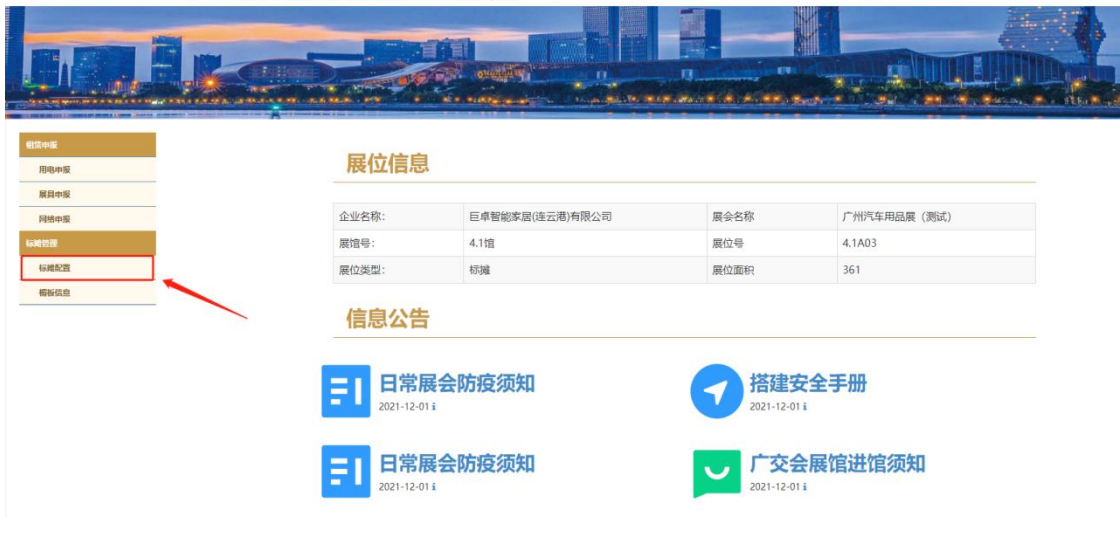 租赁申报
用电申报
展具申报
网络申报
标摊管理
标摊配置
楣板信息
展位信息
企业名称: 巨卓智能家居(连云港)有限公司 展会名称 广州汽车用品展（测试）
展馆号: 4.1馆 展位号 4.1A03
展位类型: 标摊 展位面积 361
信息公告
日常展会防疫须知
2021-12-01
搭建安全手册
2021-12-01
日常展会防疫须知
2021-12-01
广交会展馆进馆须知
2021-12-01